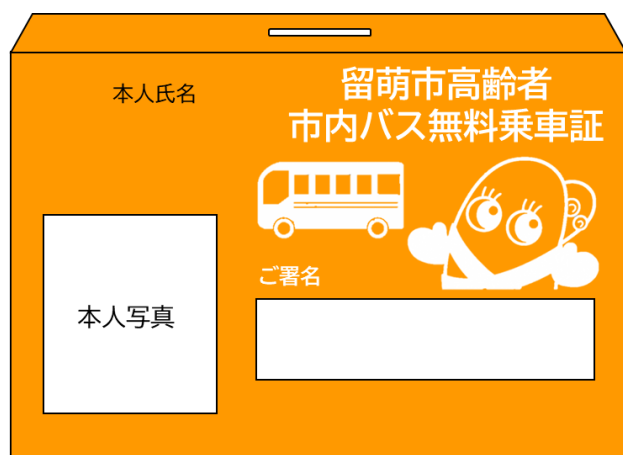 本人氏名
留萌市高齢者
市内バス無料乗車証
ご署名
本人写真